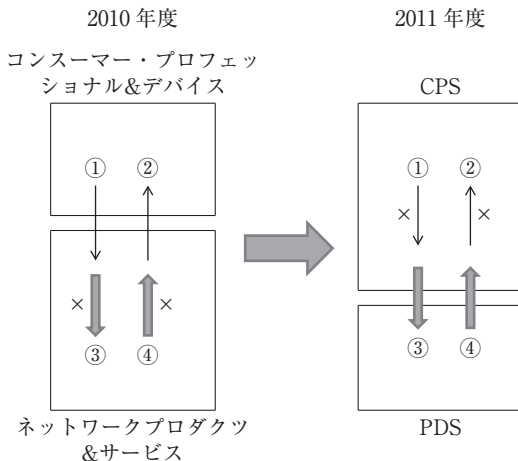 2010 年度
2011 年度
コンスーマー・プロフェッ
ショナル&デバイス
CPS
① ②
① ②
× ×
× ×
③ ④
③ ④
ネットワークプロダクツ
&サービス
PDS